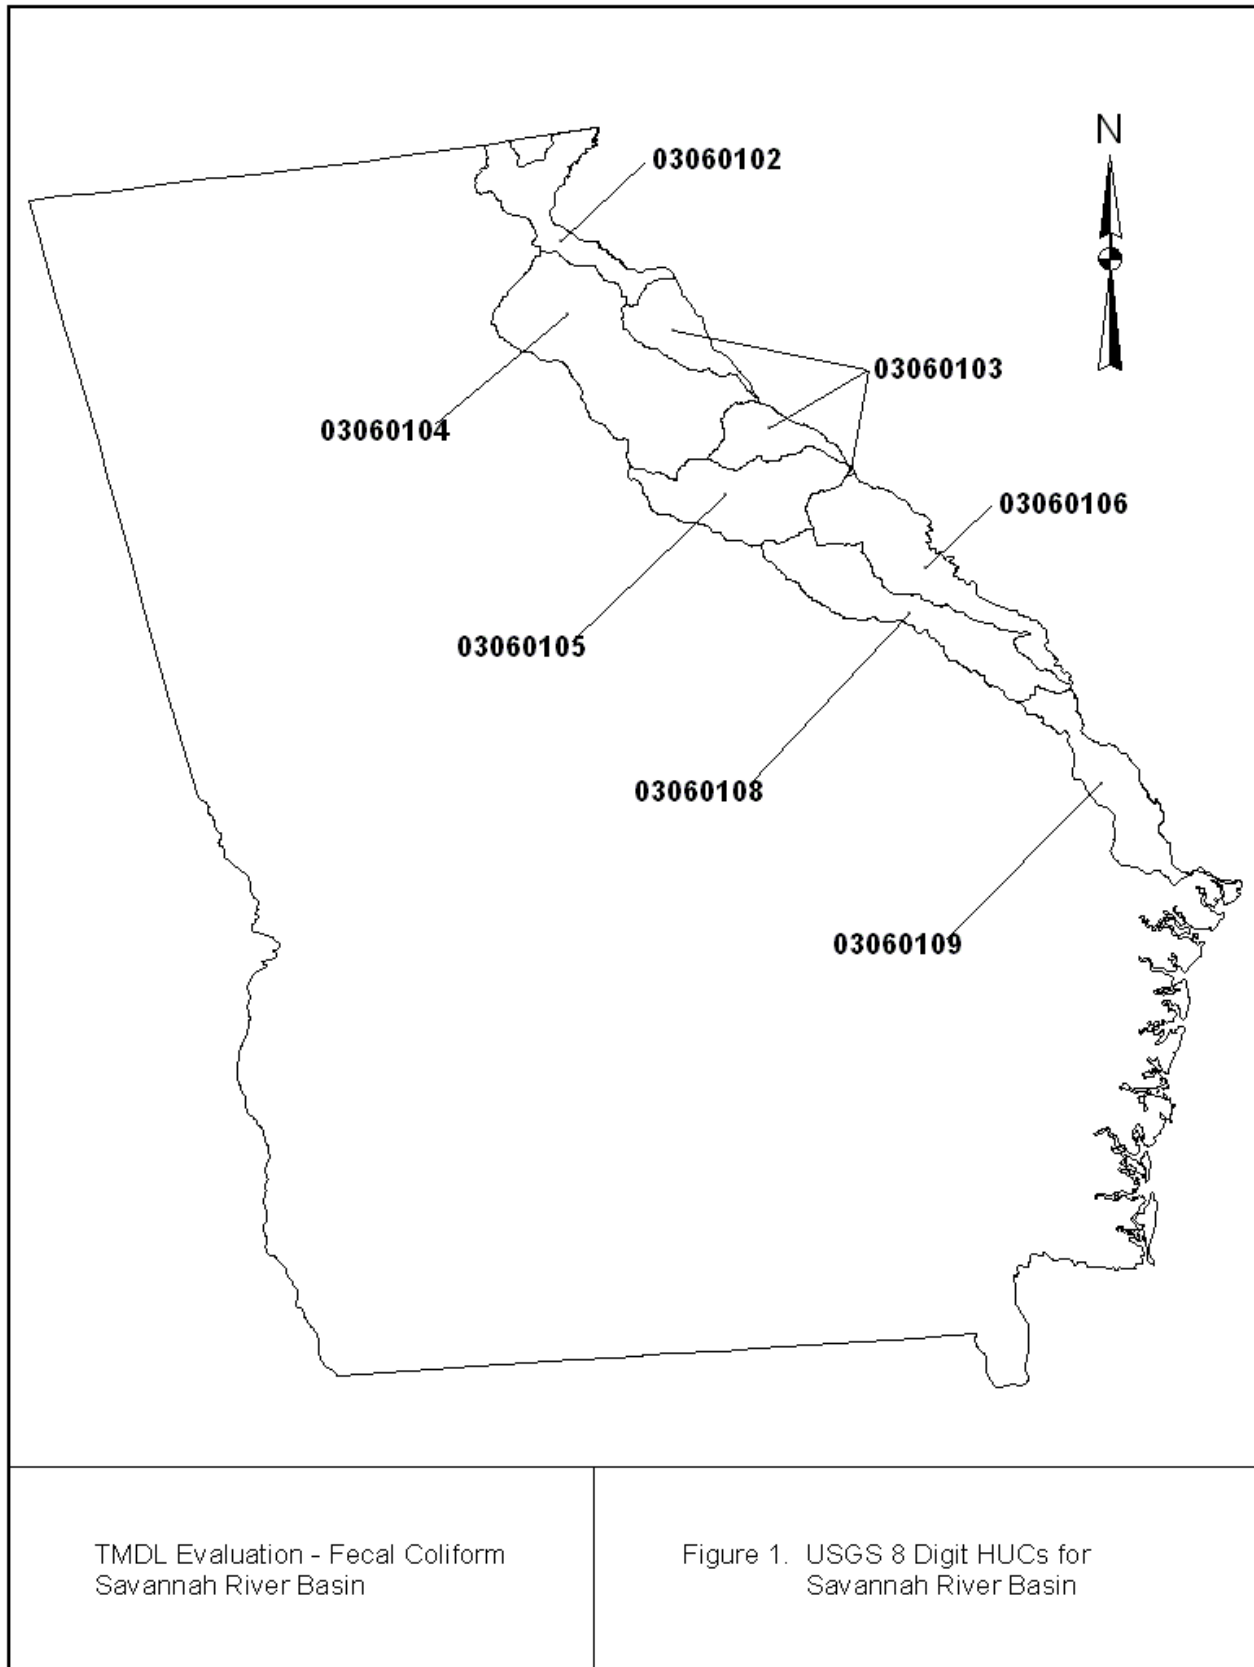 N
03060102
03060103
03060104
03060106
03060105
03060108
03060109
TMDL Evaluation - Fecal Coliform
Savannah River Basin
Figure 1. USGS 8 Digit HUCs for
Savannah River Basin